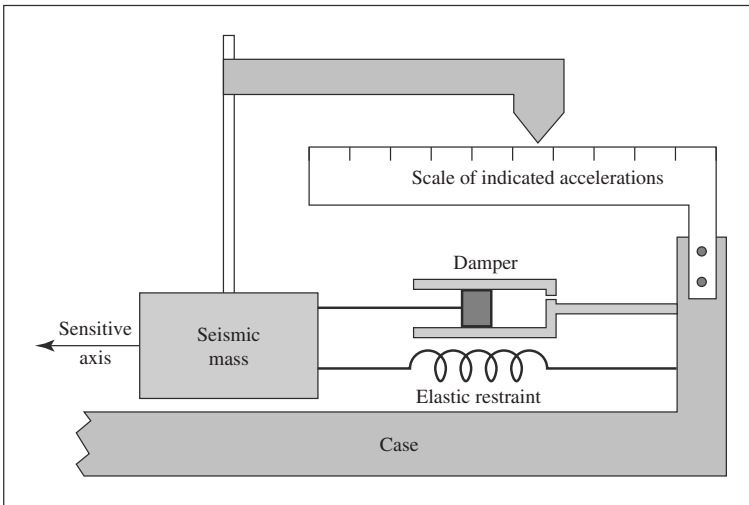 Scale of indicated accelerations
Damper
Sensitive
axis
Seismic
mass
Elastic restraint
Case